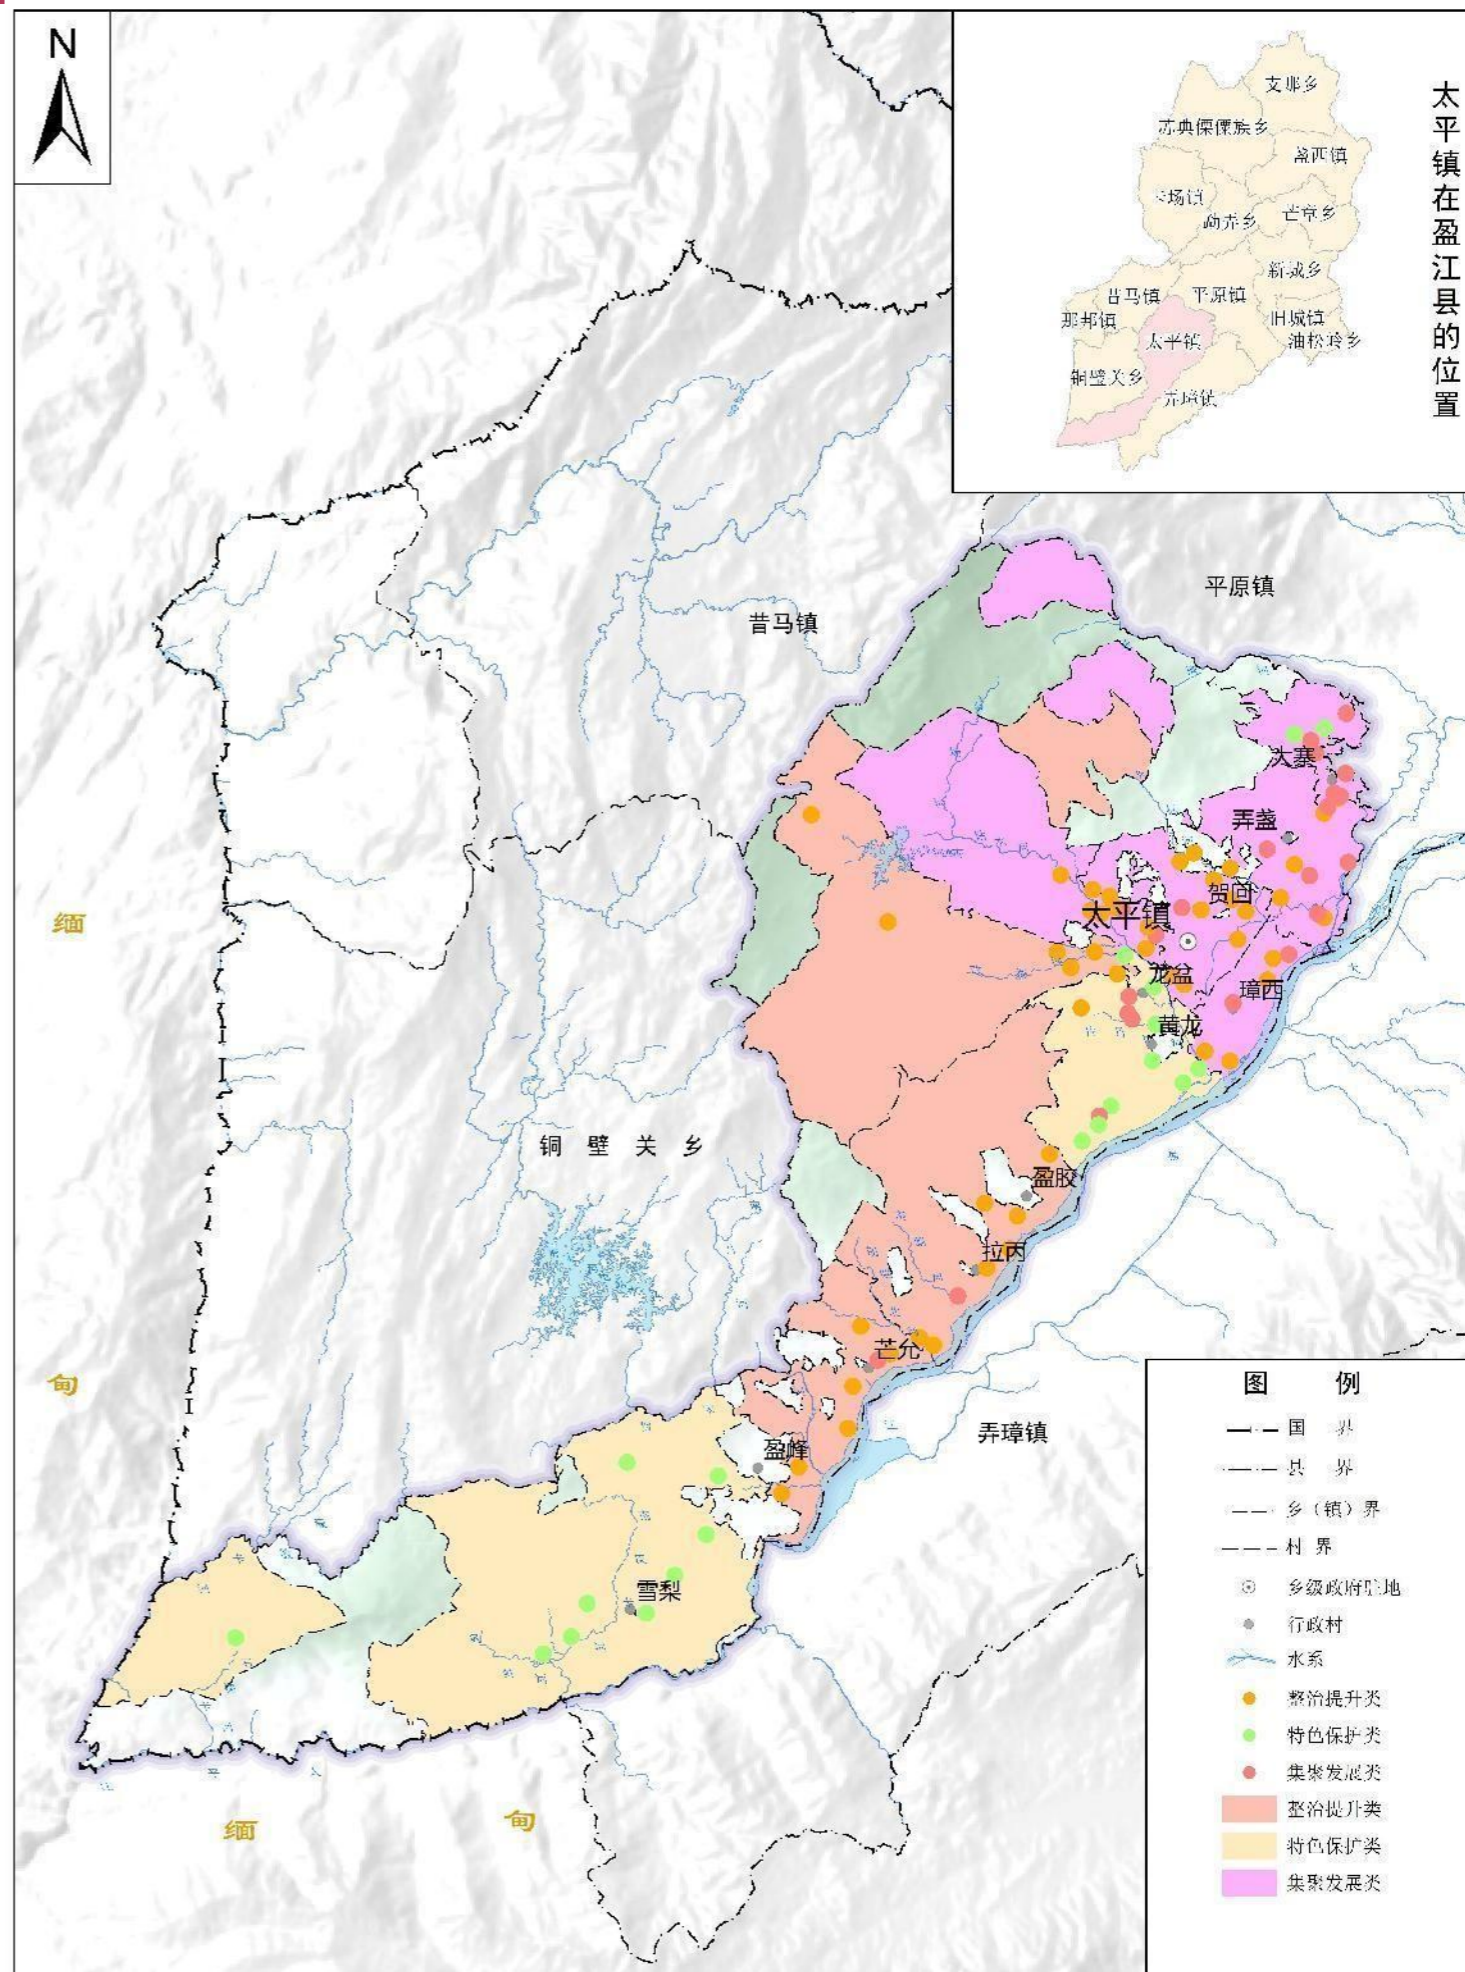 N
太平镇在盈江县的位置
支那乡
苏典傈僳族乡
盈西镇
卡场镇
勐弄乡
芒章乡
新城乡
昔马镇
平原镇
那邦镇
旧城镇
太平镇
油松岭乡
铜壁关乡
弄璋镇
平原镇
昔马镇
大寨
弄盏
贺回
太平镇
龙盆
璋西
黄龙
缅
铜壁关乡
盈胶
拉丙
芒允
甸
弄璋镇
盈峰
雪梨
缅
甸
图例
国界
县界
乡（镇）界
村界
乡级政府驻地
行政村
水系
整治提升类
特色保护类
集聚发展类
整治提升类
特色保护类
集聚发展类